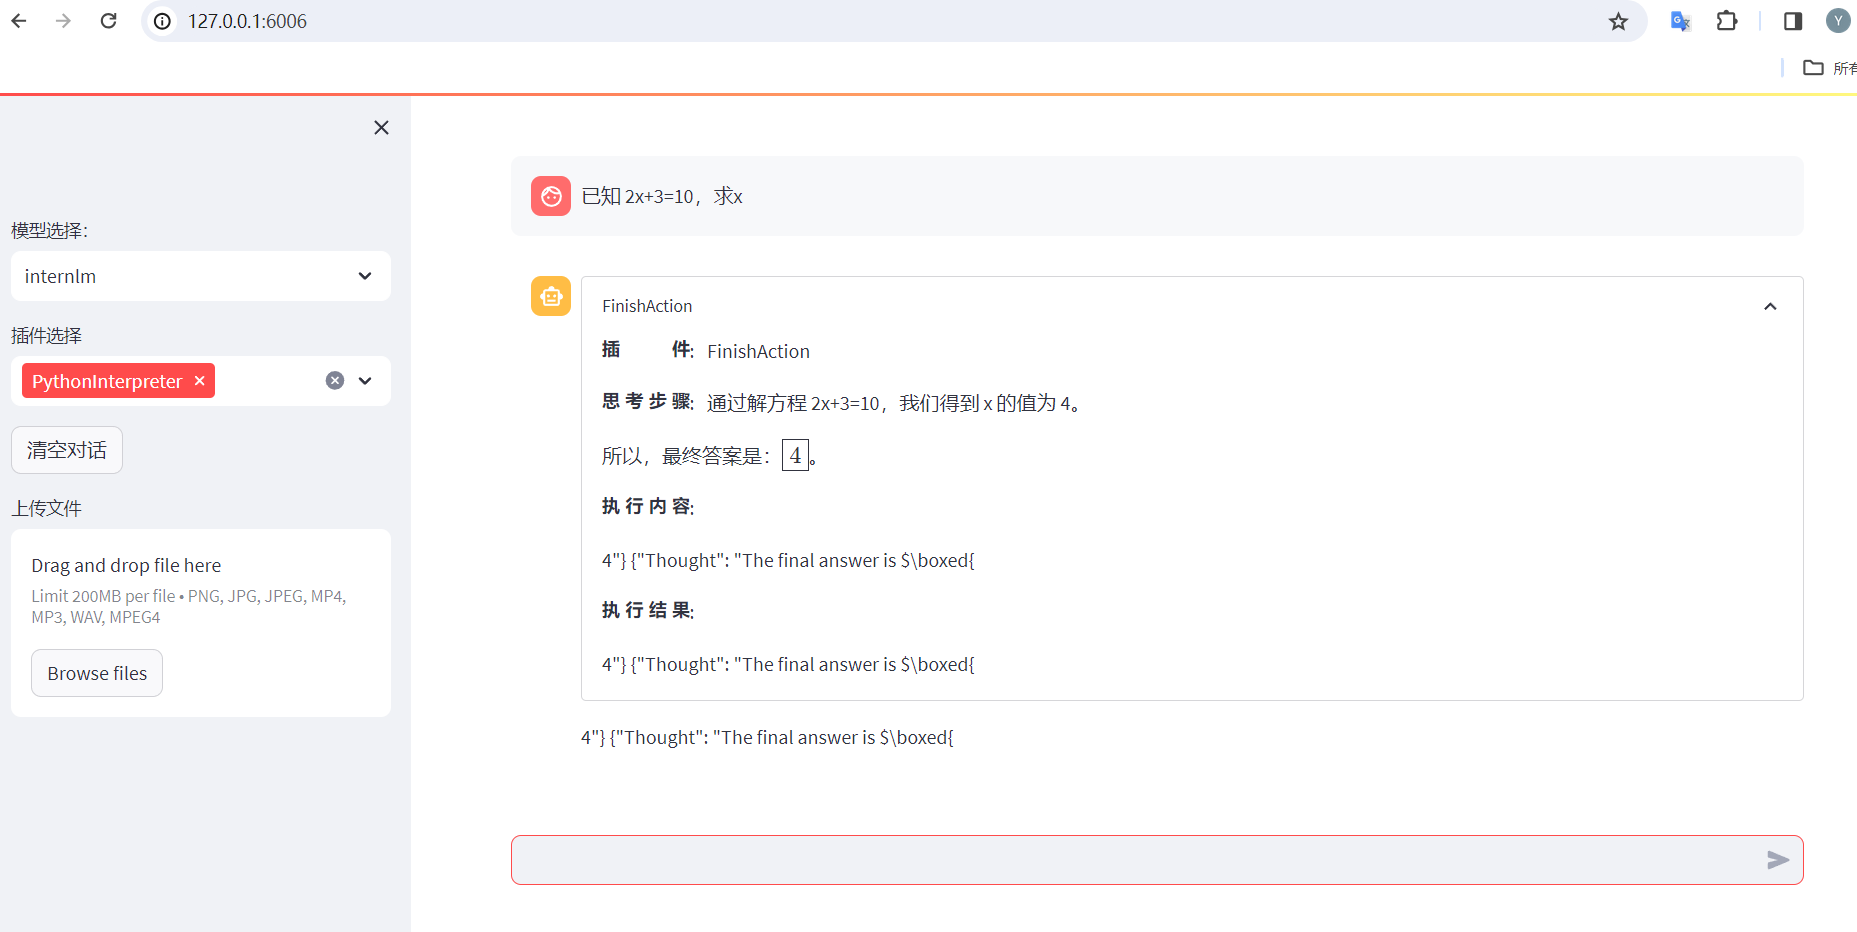 127.0.0.1:6006
Y
所有
模型选择：
internlm
插件选择
PythonInterpreter
清空对话
上传文件
Drag and drop file here
Limit 200MB per file • PNG, JPG, JPEG, MP4,
MP3, WAV, MPEG4
Browse files
已知 2x+3=10，求x
FinishAction
插 件: FinishAction
思 考 步 骤: 通过解方程 2x+3=10，我们得到 x 的值为 4。
所以，最终答案是：4。
执 行 内 容:
4"} {"Thought": "The final answer is $\boxed{
执 行 结 果:
4"} {"Thought": "The final answer is $\boxed{
4"} {"Thought": "The final answer is $\boxed{